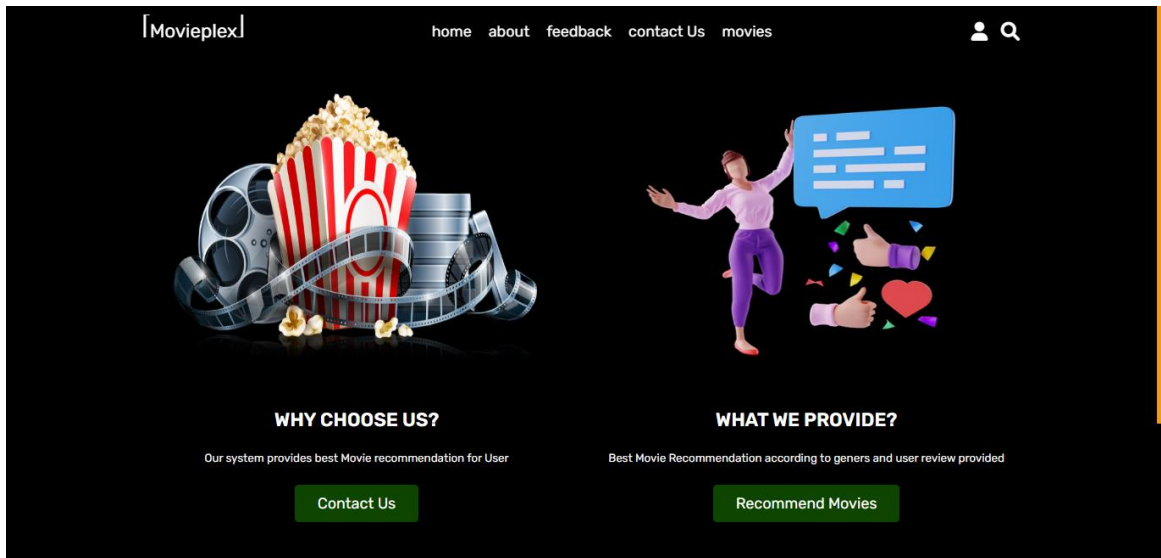 Movieplex
home about feedback contact Us movies
WHY CHOOSE US?
Our system provides best Movie recommendation for User
Contact Us
WHAT WE PROVIDE?
Best Movie Recommendation according to geners and user review provided
Recommend Movies